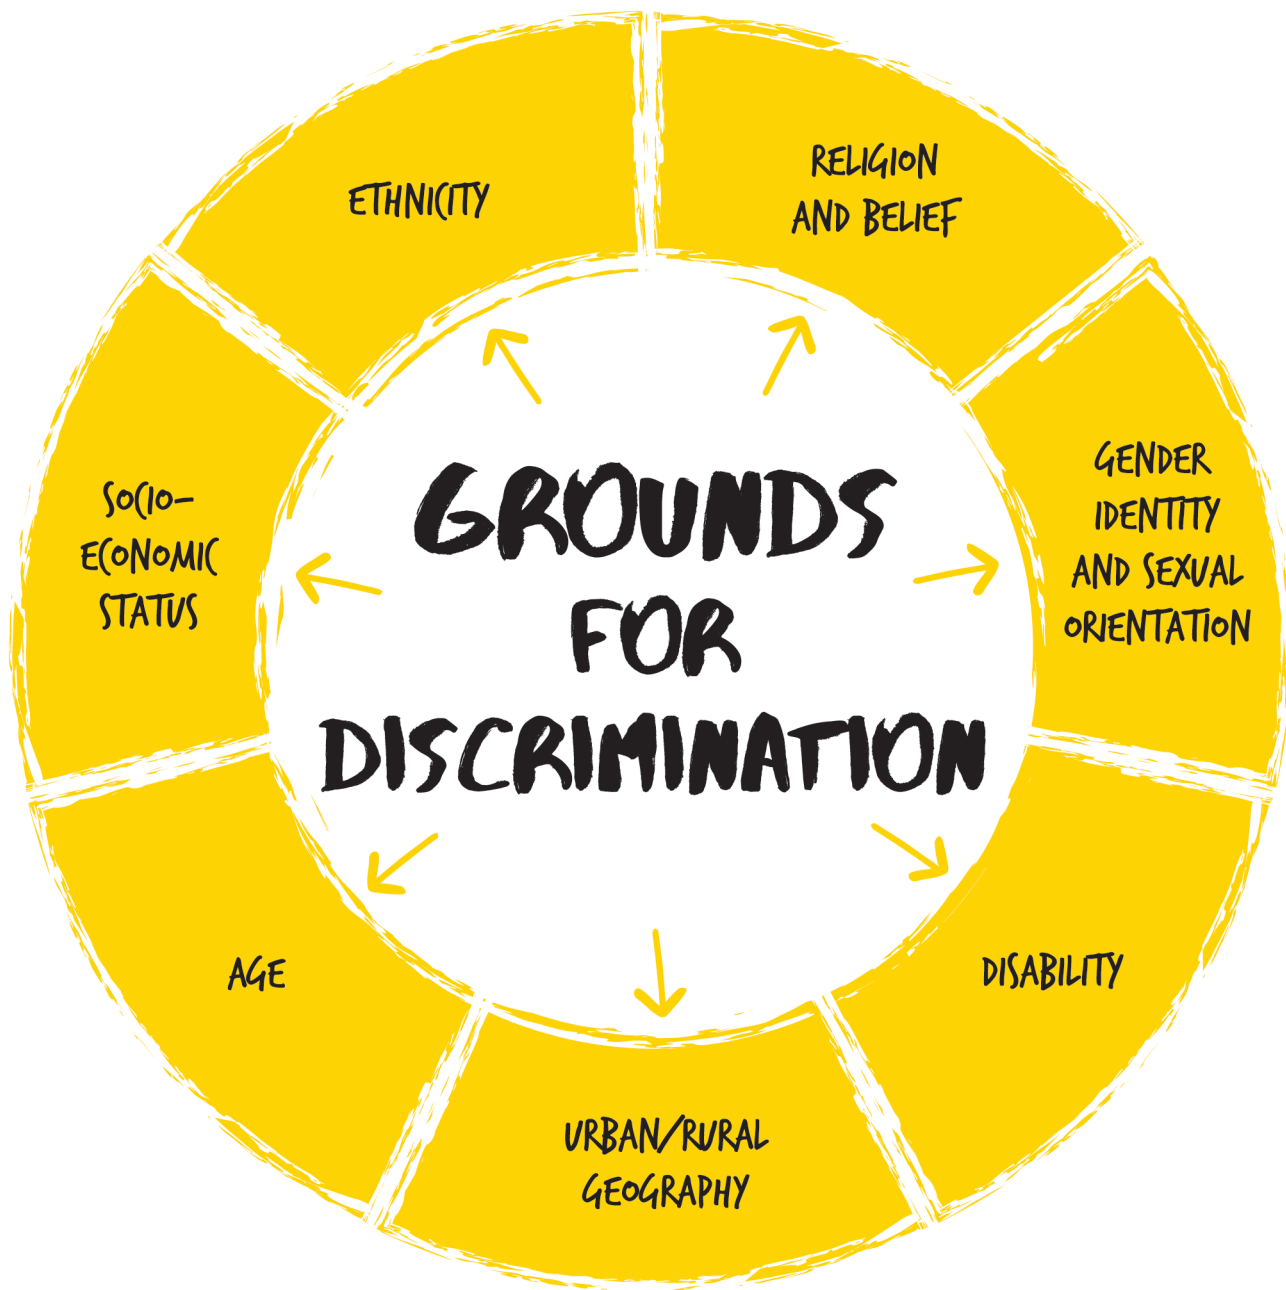 ETHNICITY
RELIGION
AND BELIEF
GENDER
IDENTITY
AND SEXUAL
ORIENTATION
DISABILITY
URBAN/RURAL
GEOGRAPHY
AGE
SOCIO-
ECONOMIC
STATUS
GROUNDS
FOR
DISCRIMINATION